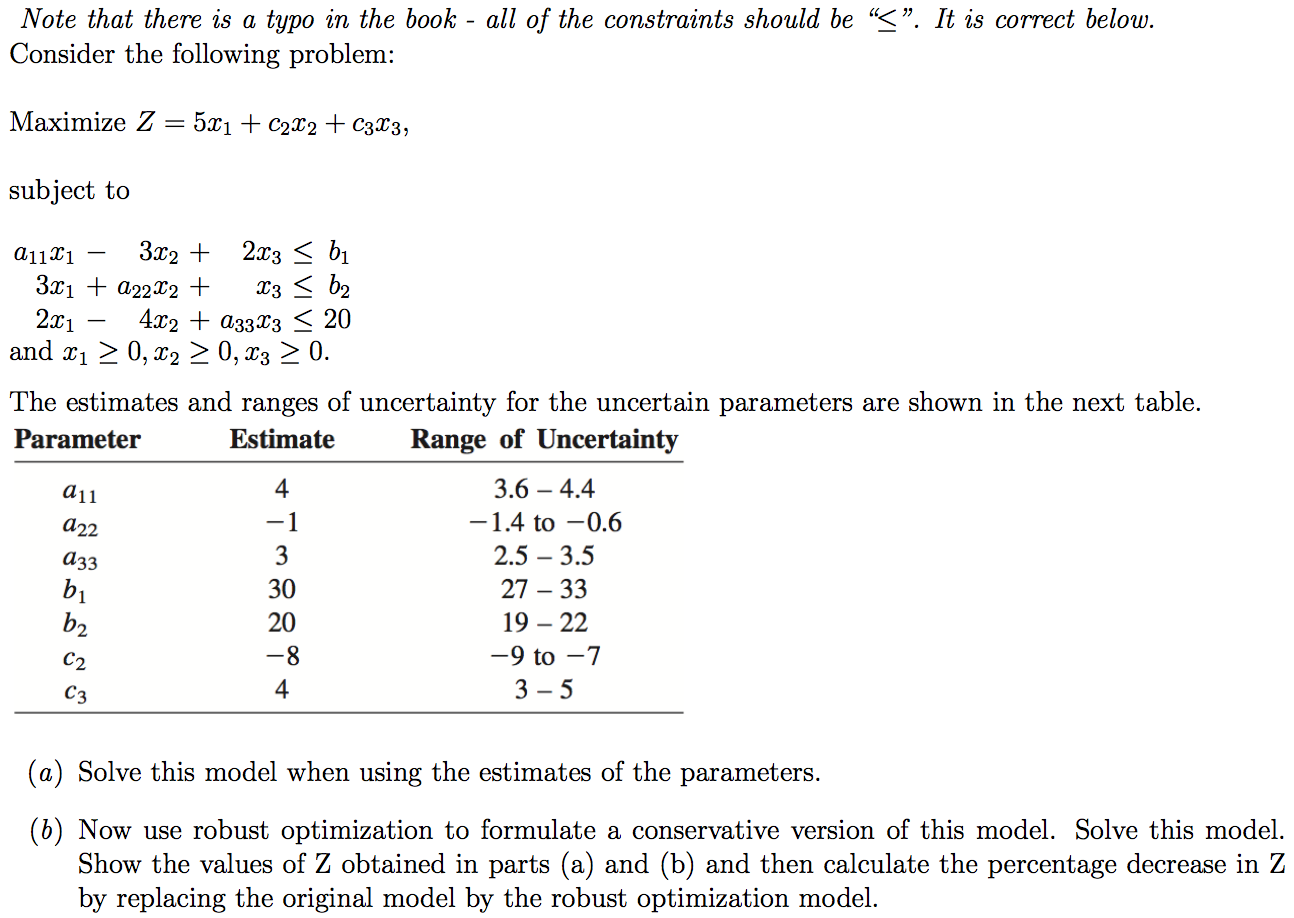 Note that there is a typo in the book - all of the constraints should be “≤”. It is correct below.
Consider the following problem:
Maximize Z = 5x₁ + c₂x₂ + c₃x₃,
subject to
a₁₁x₁ − 3x₂ + 2x₃ ≤ b₁
3x₁ + a₂₂x₂ + x₃ ≤ b₂
2x₁ − 4x₂ + a₃₃x₃ ≤ 20
and x₁ ≥ 0, x₂ ≥ 0, x₃ ≥ 0.
The estimates and ranges of uncertainty for the uncertain parameters are shown in the next table.
Parameter Estimate Range of Uncertainty
a₁₁ 4 3.6 – 4.4
a₂₂ −1 −1.4 to −0.6
a₃₃ 3 2.5 – 3.5
b₁ 30 27 – 33
b₂ 20 19 – 22
c₂ −8 −9 to −7
c₃ 4 3 – 5
(a) Solve this model when using the estimates of the parameters.
(b) Now use robust optimization to formulate a conservative version of this model. Solve this model.
Show the values of Z obtained in parts (a) and (b) and then calculate the percentage decrease in Z
by replacing the original model by the robust optimization model.